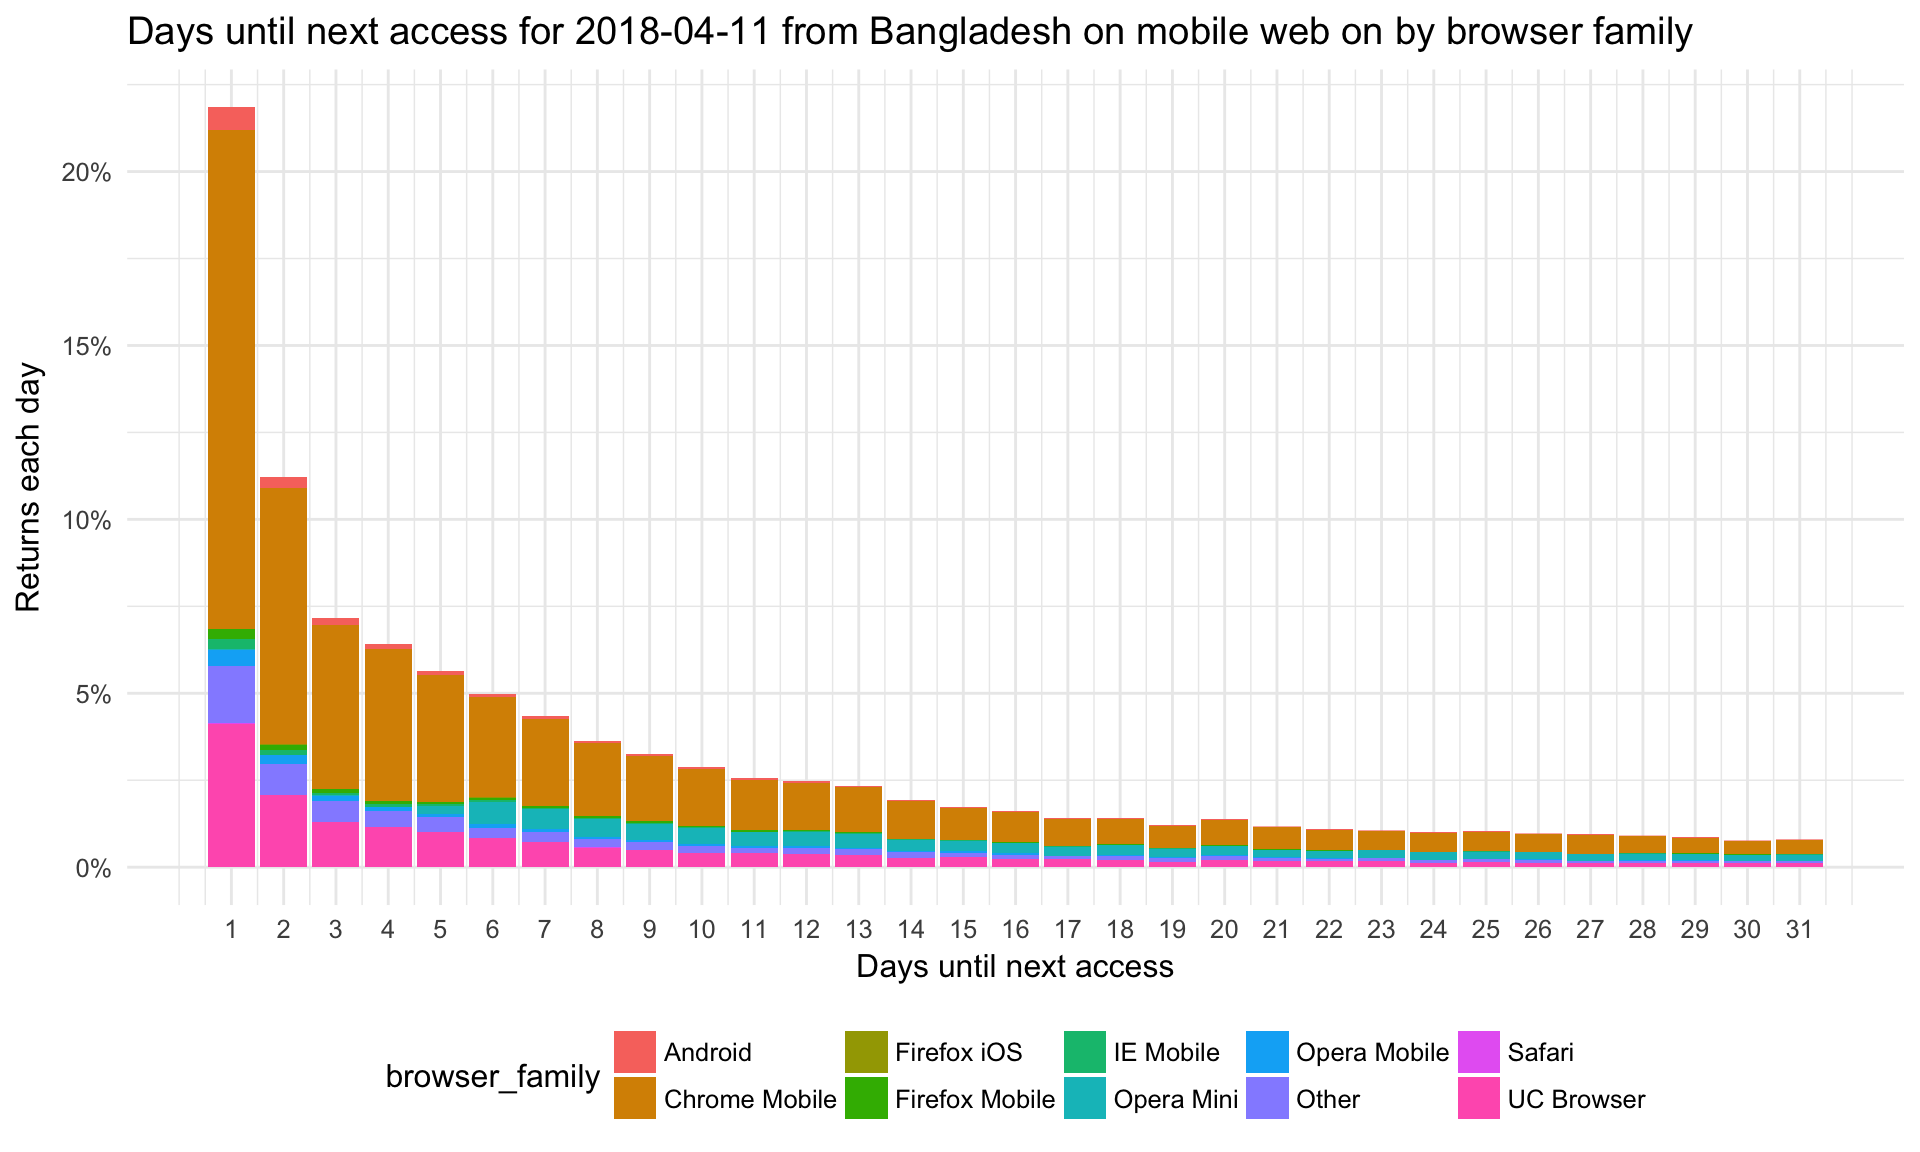 Days until next access for 2018-04-11 from Bangladesh on mobile web on by browser family
Returns each day
20%
15%
10%
5%
0%
1 2 3 4 5 6 7 8 9 10 11 12 13 14 15 16 17 18 19 20 21 22 23 24 25 26 27 28 29 30 31
Days until next access
browser_family
Android Firefox iOS IE Mobile Opera Mobile Safari
Chrome Mobile Firefox Mobile Opera Mini Other UC Browser